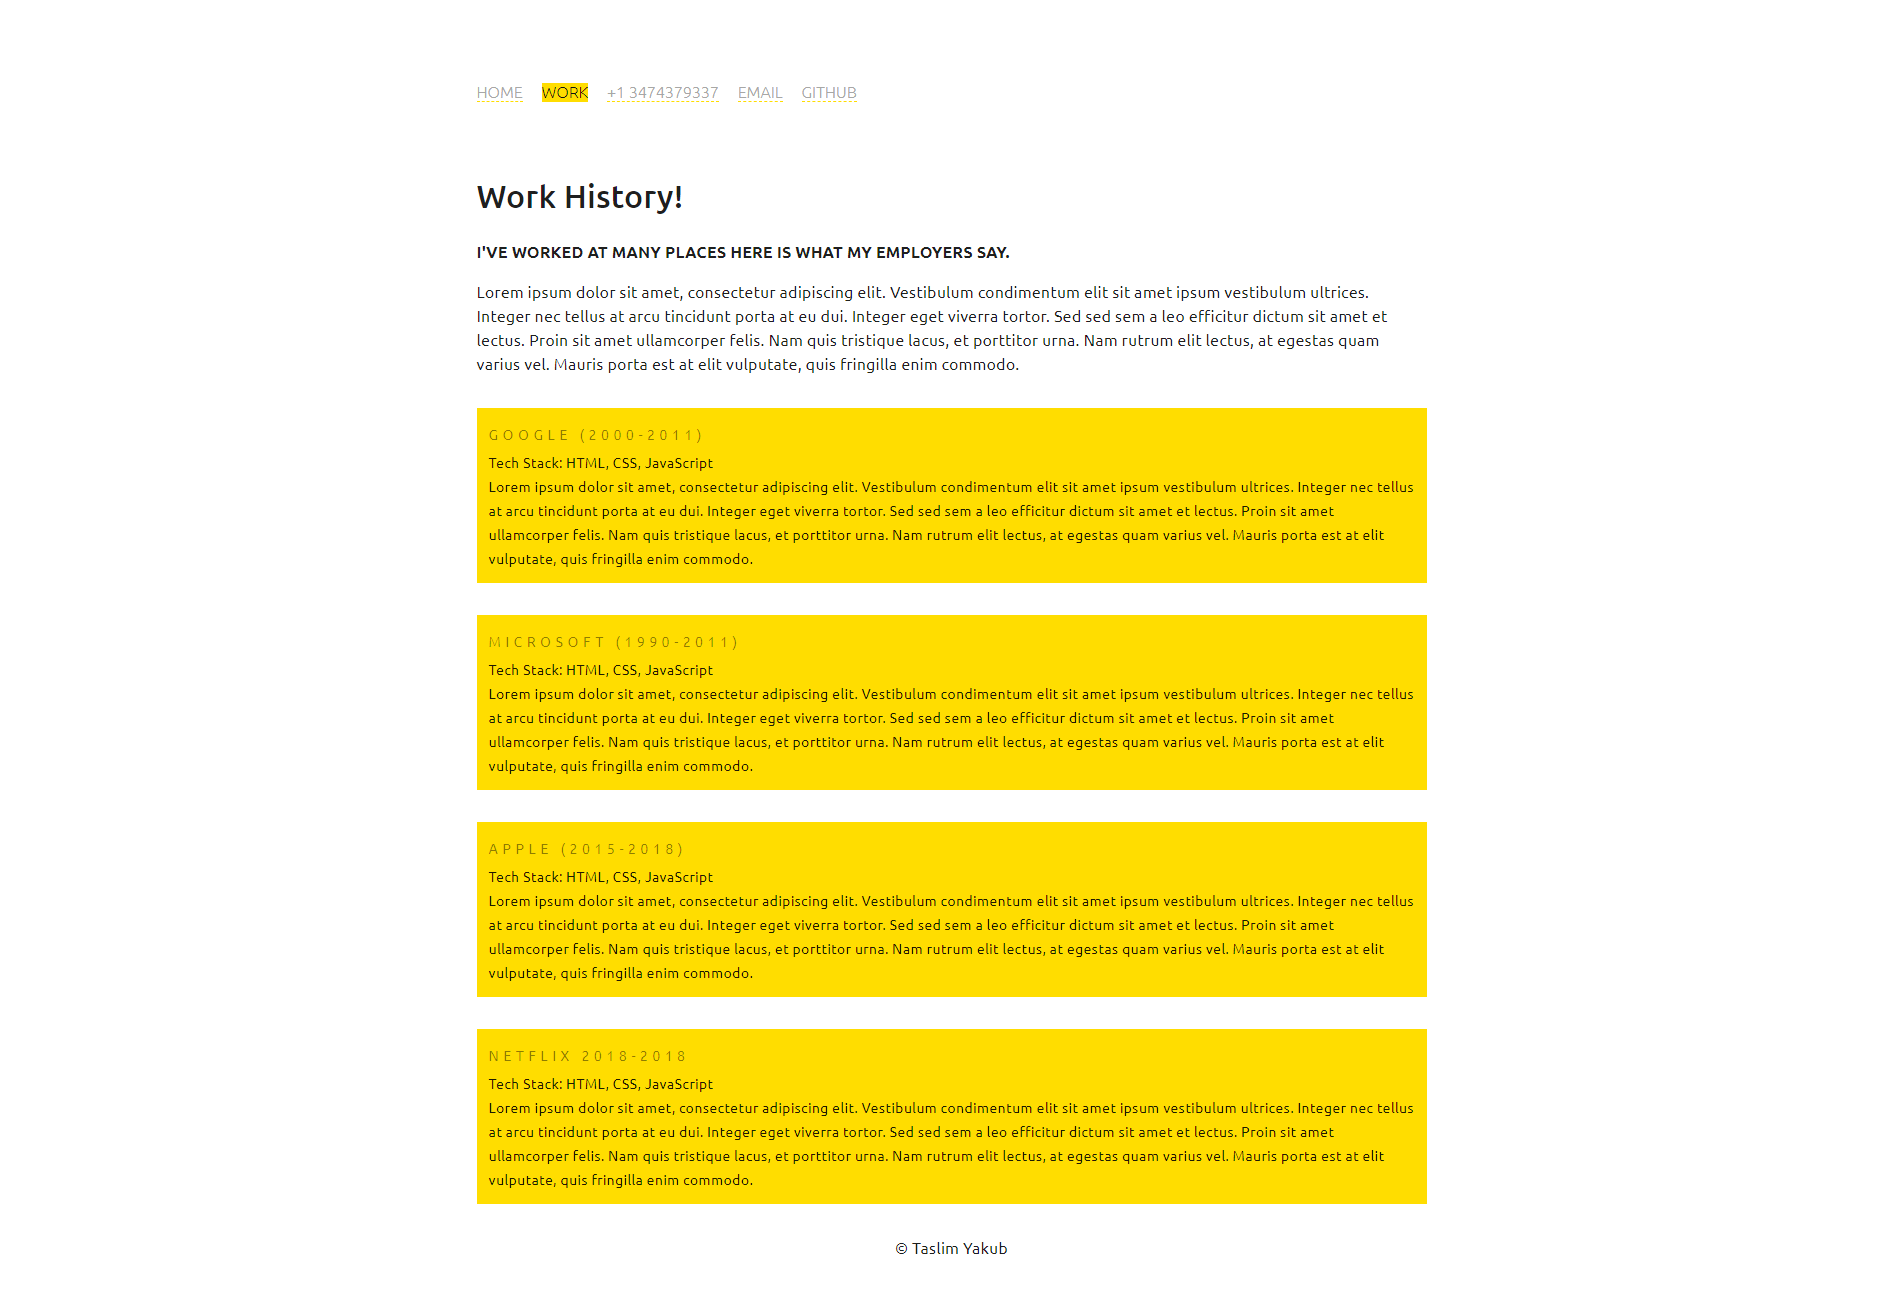 HOME WORK +1 3474379337 EMAIL GITHUB
Work History!
I'VE WORKED AT MANY PLACES HERE IS WHAT MY EMPLOYERS SAY.
Lorem ipsum dolor sit amet, consectetur adipiscing elit. Vestibulum condimentum elit sit amet ipsum vestibulum ultrices.
Integer nec tellus at arcu tincidunt porta at eu dui. Integer eget viverra tortor. Sed sed sem a leo efficitur dictum sit amet et
lectus. Proin sit amet ullamcorper felis. Nam quis tristique lacus, et porttitor urna. Nam rutrum elit lectus, at egestas quam
varius vel. Mauris porta est at elit vulputate, quis fringilla enim commodo.
GOOGLE (2000-2011)
Tech Stack: HTML, CSS, JavaScript
Lorem ipsum dolor sit amet, consectetur adipiscing elit. Vestibulum condimentum elit sit amet ipsum vestibulum ultrices. Integer nec tellus
at arcu tincidunt porta at eu dui. Integer eget viverra tortor. Sed sed sem a leo efficitur dictum sit amet et lectus. Proin sit amet
ullamcorper felis. Nam quis tristique lacus, et porttitor urna. Nam rutrum elit lectus, at egestas quam varius vel. Mauris porta est at elit
vulputate, quis fringilla enim commodo.
MICROSOFT (1990-2011)
Tech Stack: HTML, CSS, JavaScript
Lorem ipsum dolor sit amet, consectetur adipiscing elit. Vestibulum condimentum elit sit amet ipsum vestibulum ultrices. Integer nec tellus
at arcu tincidunt porta at eu dui. Integer eget viverra tortor. Sed sed sem a leo efficitur dictum sit amet et lectus. Proin sit amet
ullamcorper felis. Nam quis tristique lacus, et porttitor urna. Nam rutrum elit lectus, at egestas quam varius vel. Mauris porta est at elit
vulputate, quis fringilla enim commodo.
APPLE (2015-2018)
Tech Stack: HTML, CSS, JavaScript
Lorem ipsum dolor sit amet, consectetur adipiscing elit. Vestibulum condimentum elit sit amet ipsum vestibulum ultrices. Integer nec tellus
at arcu tincidunt porta at eu dui. Integer eget viverra tortor. Sed sed sem a leo efficitur dictum sit amet et lectus. Proin sit amet
ullamcorper felis. Nam quis tristique lacus, et porttitor urna. Nam rutrum elit lectus, at egestas quam varius vel. Mauris porta est at elit
vulputate, quis fringilla enim commodo.
NETFLIX 2018-2018
Tech Stack: HTML, CSS, JavaScript
Lorem ipsum dolor sit amet, consectetur adipiscing elit. Vestibulum condimentum elit sit amet ipsum vestibulum ultrices. Integer nec tellus
at arcu tincidunt porta at eu dui. Integer eget viverra tortor. Sed sed sem a leo efficitur dictum sit amet et lectus. Proin sit amet
ullamcorper felis. Nam quis tristique lacus, et porttitor urna. Nam rutrum elit lectus, at egestas quam varius vel. Mauris porta est at elit
vulputate, quis fringilla enim commodo.
© Taslim Yakub